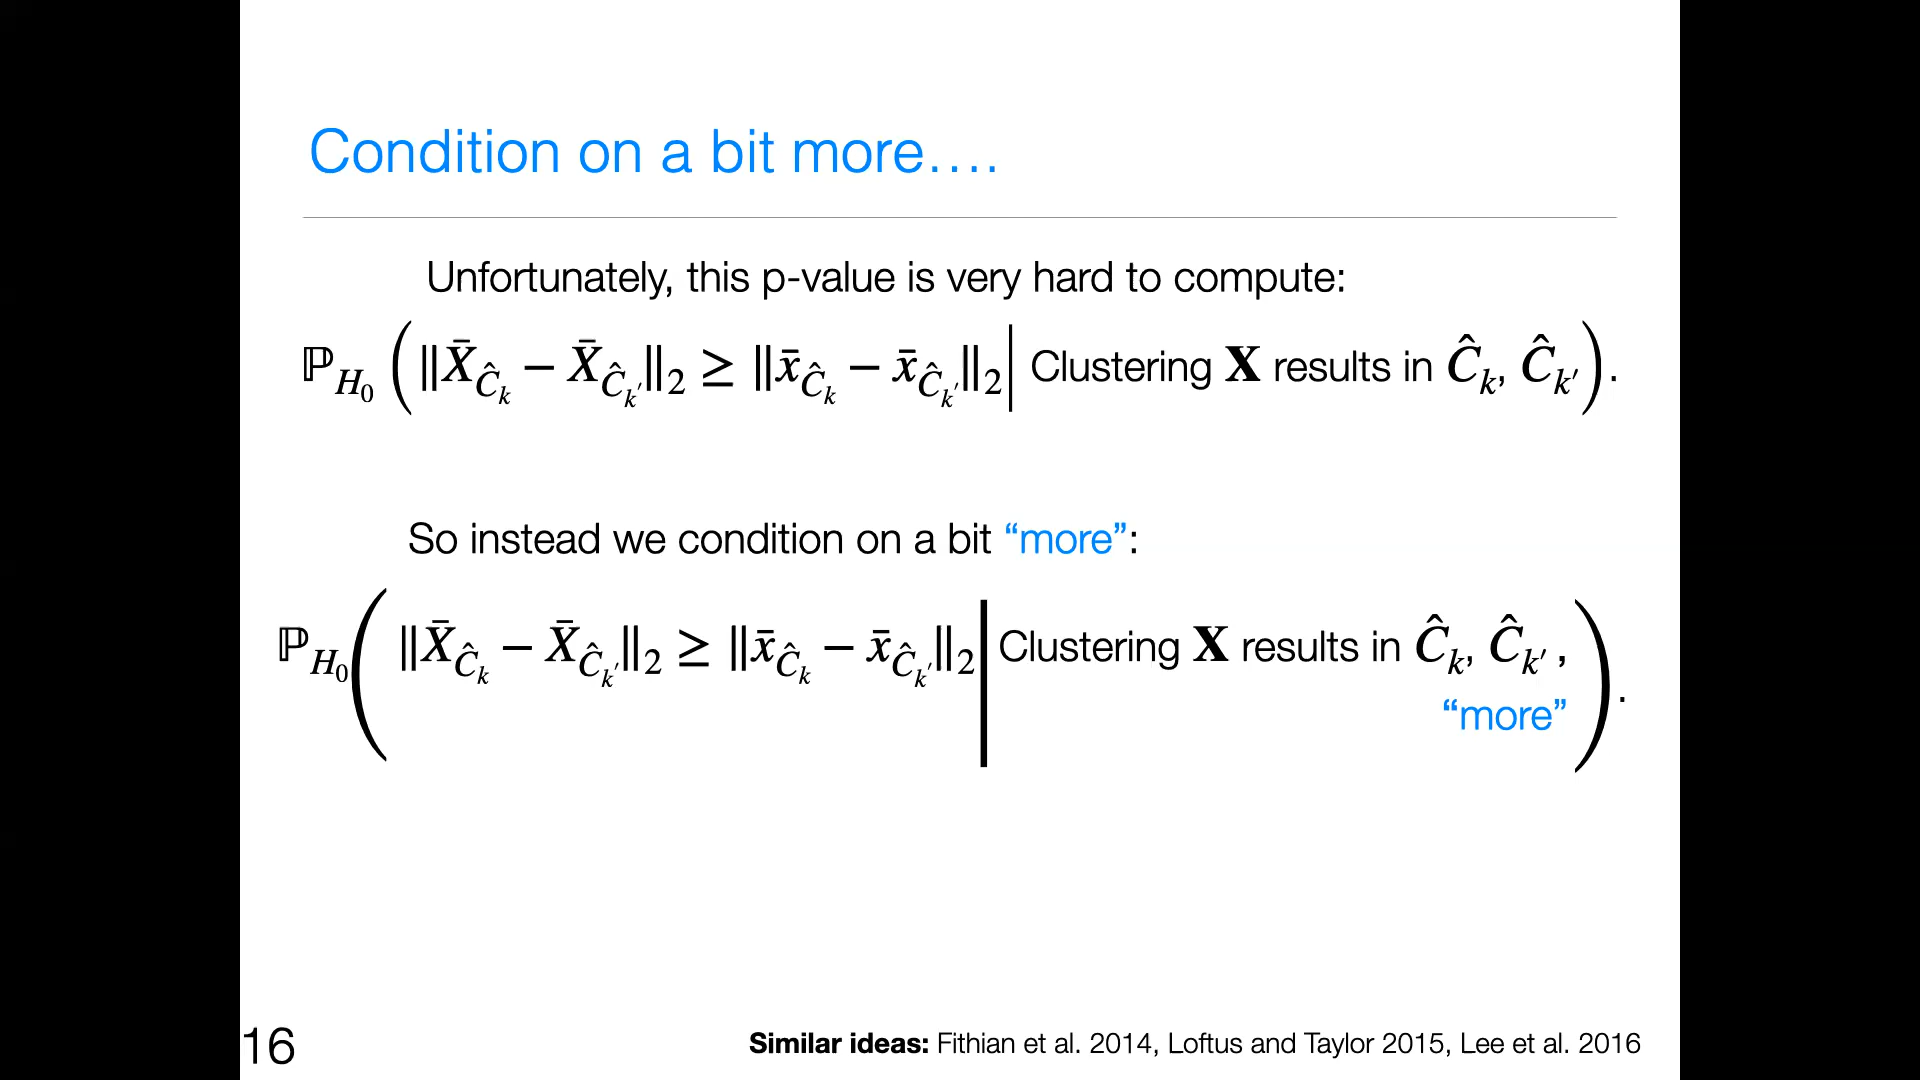 Condition on a bit more….
Unfortunately, this p-value is very hard to compute:
ℙ_{H_0} ( ‖X̄_{Ĉ_k} − X̄_{Ĉ_{k′}}‖_2 ≥ ‖x̄_{Ĉ_k} − x̄_{Ĉ_{k′}}‖_2 | Clustering 𝐗 results in Ĉ_k, Ĉ_{k′} ).
So instead we condition on a bit “more”:
ℙ_{H_0} ( ‖X̄_{Ĉ_k} − X̄_{Ĉ_{k′}}‖_2 ≥ ‖x̄_{Ĉ_k} − x̄_{Ĉ_{k′}}‖_2 | Clustering 𝐗 results in Ĉ_k, Ĉ_{k′} ,
“more” ).
16
Similar ideas: Fithian et al. 2014, Loftus and Taylor 2015, Lee et al. 2016